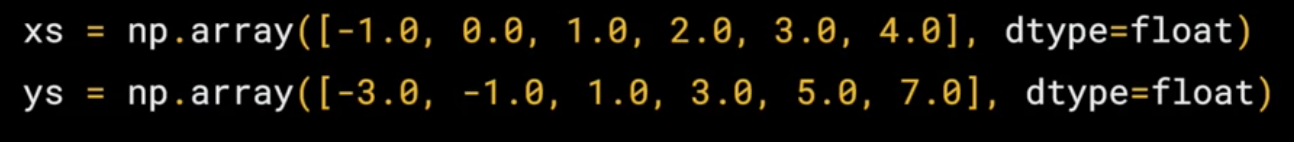 xs = np.array([-1.0, 0.0, 1.0, 2.0, 3.0, 4.0], dtype=float)
ys = np.array([-3.0, -1.0, 1.0, 3.0, 5.0, 7.0], dtype=float)